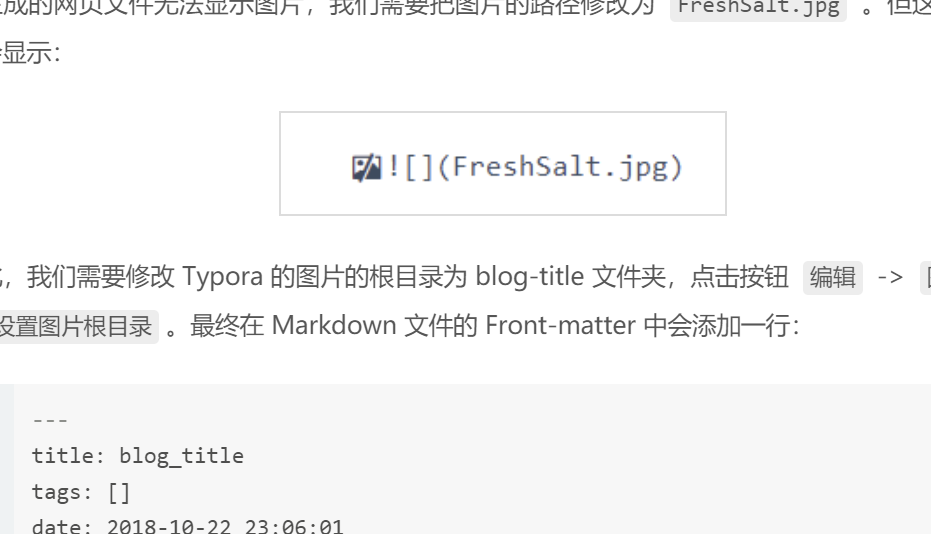 成的网页文件无法显示图片，我们需要把图片的路径修改为 FreshSalt.jpg 。但这
显示：
![](FreshSalt.jpg)
，我们需要修改 Typora 的图片的根目录为 blog-title 文件夹，点击按钮 编辑 ->
设置图片根目录 。最终在 Markdown 文件的 Front-matter 中会添加一行：
---
title: blog_title
tags: []
date: 2018-10-22 23:06:01